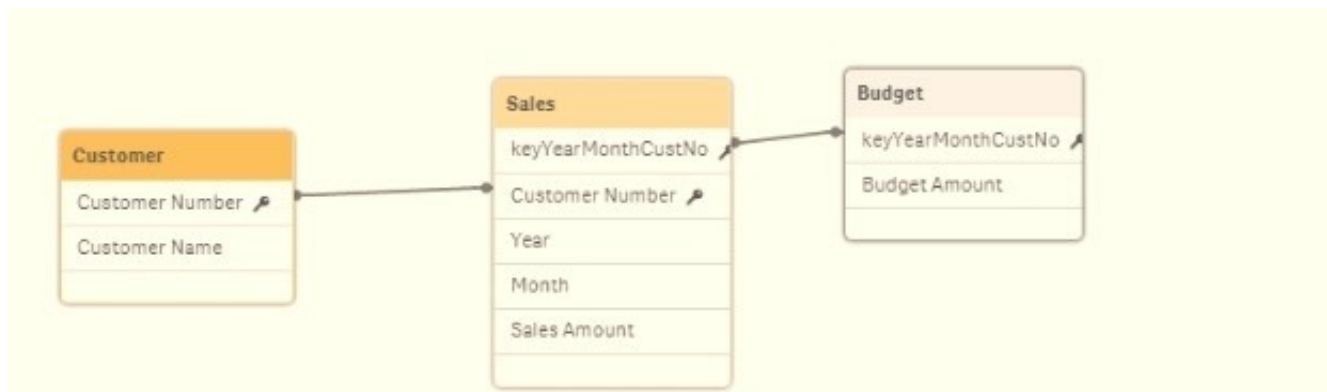 Customer
Customer Number
Customer Name
Sales
keyYearMonthCustNo
Customer Number
Year
Month
Sales Amount
Budget
keyYearMonthCustNo
Budget Amount